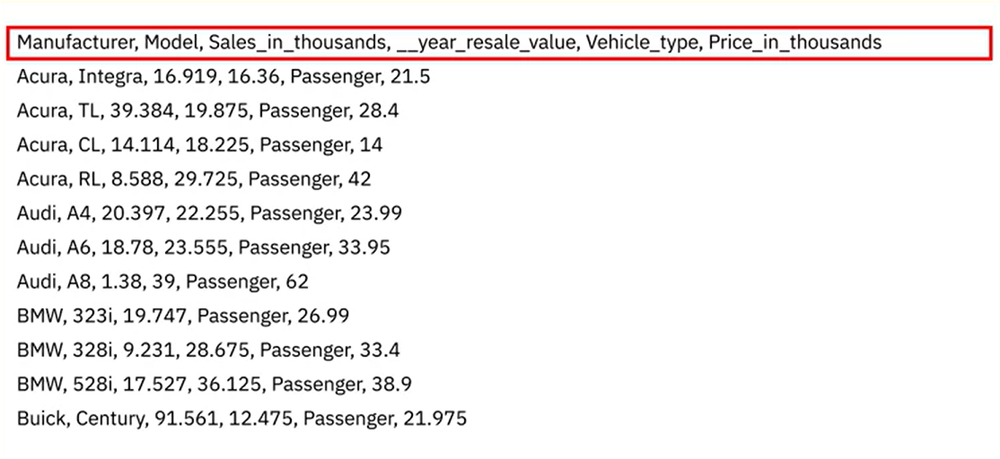 Manufacturer, Model, Sales_in_thousands, __year_resale_value, Vehicle_type, Price_in_thousands
Acura, Integra, 16.919, 16.36, Passenger, 21.5
Acura, TL, 39.384, 19.875, Passenger, 28.4
Acura, CL, 14.114, 18.225, Passenger, 14
Acura, RL, 8.588, 29.725, Passenger, 42
Audi, A4, 20.397, 22.255, Passenger, 23.99
Audi, A6, 18.78, 23.555, Passenger, 33.95
Audi, A8, 1.38, 39, Passenger, 62
BMW, 323i, 19.747, Passenger, 26.99
BMW, 328i, 9.231, 28.675, Passenger, 33.4
BMW, 528i, 17.527, 36.125, Passenger, 38.9
Buick, Century, 91.561, 12.475, Passenger, 21.975